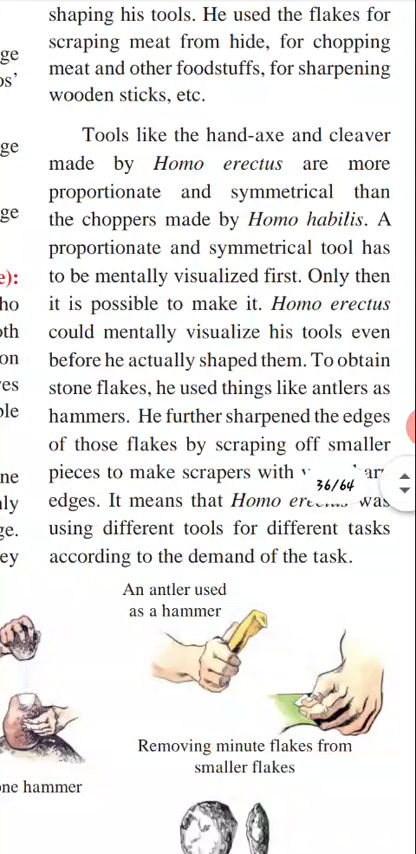 shaping his tools. He used the flakes for
scraping meat from hide, for chopping
meat and other foodstuffs, for sharpening
wooden sticks, etc.
Tools like the hand-axe and cleaver
made by Homo erectus are more
proportionate and symmetrical than
the choppers made by Homo habilis. A
proportionate and symmetrical tool has
to be mentally visualized first. Only then
it is possible to make it. Homo erectus
could mentally visualize his tools even
before he actually shaped them. To obtain
stone flakes, he used things like antlers as
hammers. He further sharpened the edges
of those flakes by scraping off smaller
pieces to make scrapers with
36/64
edges. It means that Homo was
using different tools for different tasks
according to the demand of the task.
An antler used
as a hammer
Removing minute flakes from
smaller flakes
hammer